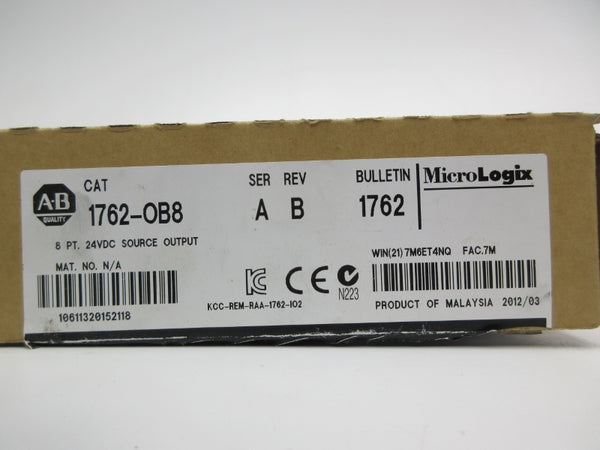 A-B
QUALITY
CAT SER REV BULLETIN MicroLogix
1762-OB8 A B 1762
8 PT. 24VDC SOURCE OUTPUT
MAT. NO. N/A
10611320152118
KCC-REM-RAA-1762-IO2
CE
N223
WIN(21) 7M6ET4NQ FAC.7M
PRODUCT OF MALAYSIA 2012/03